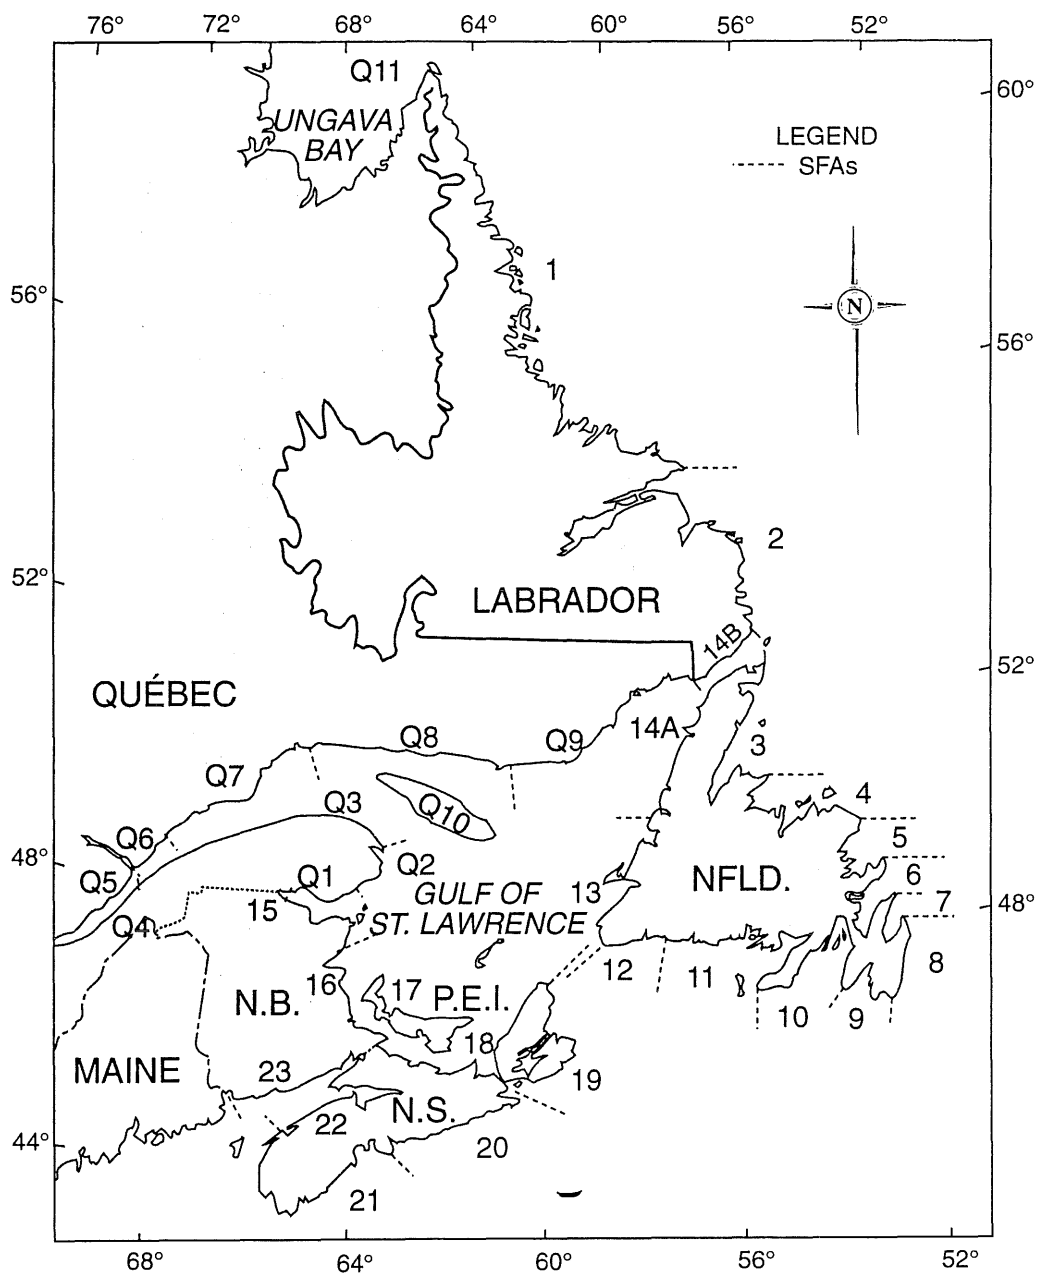 76° 72° 68° 64° 60° 56° 52°
Q11
60°
UNGAVA
BAY
LEGEND
SFAs
1
56°
N
56°
2
52°
LABRADOR
14B
52°
QUÉBEC
14A
Q8
Q9
3
Q7
Q3
Q10
4
Q6
5
48°
Q5
Q2
Q1
NFLD.
6
GULF OF
ST. LAWRENCE
13
15
7
48°
Q4
12
11
8
16
17
N.B.
P.E.I.
10
9
18
MAINE
23
19
N.S.
22
44°
20
21
68° 64° 60° 56° 52°